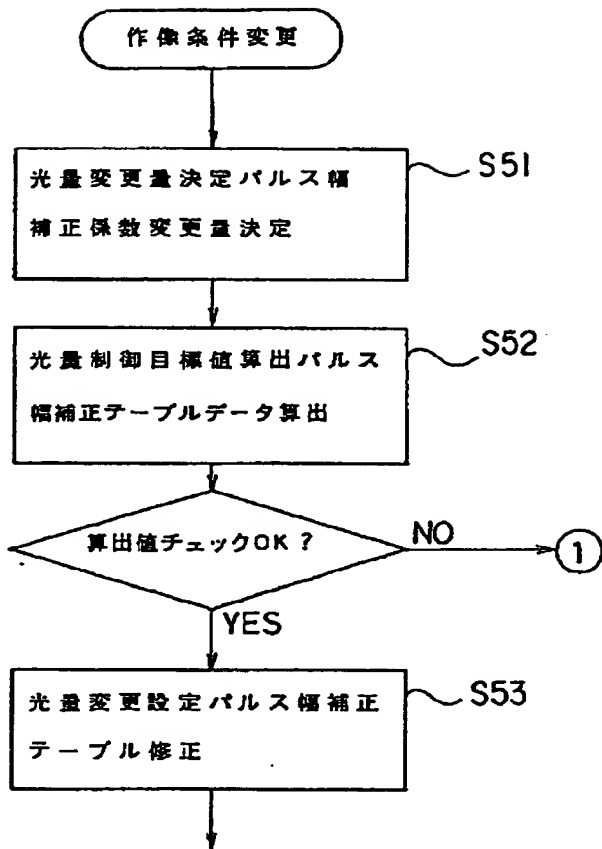 作像条件変更
光量変更量決定パルス幅
補正係数変更量決定
S51
光量制御目標値算出パルス
幅補正テーブルデータ算出
S52
算出値チェックOK?
NO
1
YES
光量変更設定パルス幅補正
テーブル修正
S53